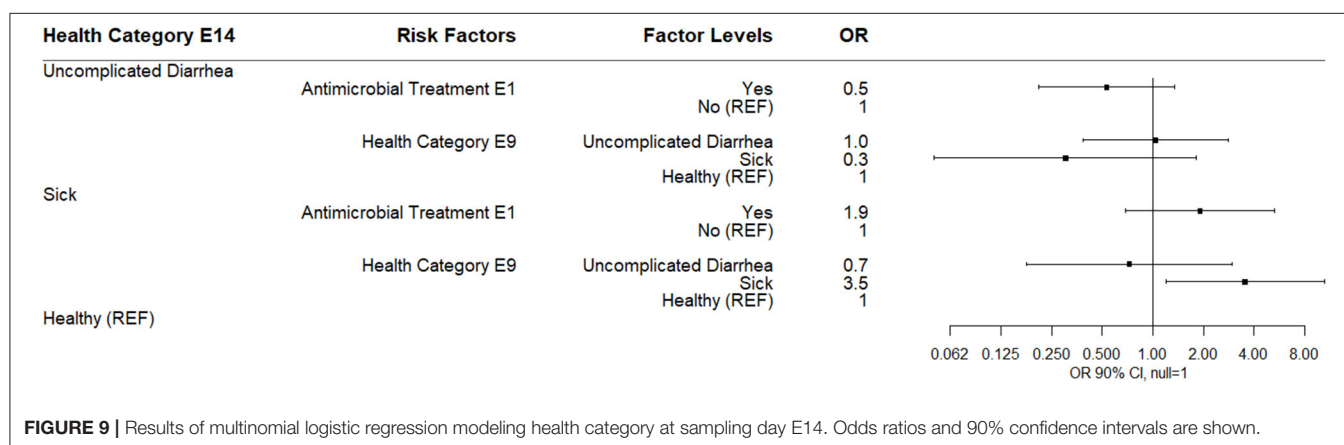 Health Category E14 Risk Factors Factor Levels OR
Uncomplicated Diarrhea
Antimicrobial Treatment E1 Yes 0.5
No (REF) 1
Health Category E9 Uncomplicated Diarrhea 1.0
Sick 0.3
Healthy (REF) 1
Sick
Antimicrobial Treatment E1 Yes 1.9
No (REF) 1
Health Category E9 Uncomplicated Diarrhea 0.7
Sick 3.5
Healthy (REF) 1
Healthy (REF)
0.062 0.125 0.250 0.500 1.00 2.00 4.00 8.00
OR 90% CI, null=1
FIGURE 9 | Results of multinomial logistic regression modeling health category at sampling day E14. Odds ratios and 90% confidence intervals are shown.